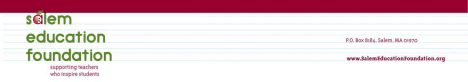 salem
education
foundation
supporting teachers
who inspire students
P.O. Box 8184, Salem, MA 01970
www.SalemEducationFoundation.org